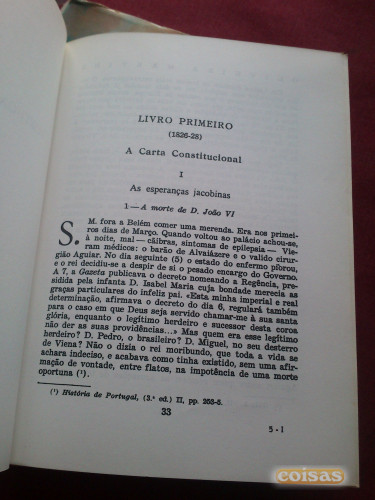 LIVRO PRIMEIRO
(1826-28)
A Carta Constitucional
I
As esperanças jacobinas
1 — A morte de D. João VI
S. M. fora a Belém comer uma merenda. Era nos primei-
ros dias de Março. Quando voltou ao palácio achou-se,
à noite, mal — cãibras, sintomas de epilepsia — Vie-
ram médicos: o barão de Alvaiázere e o valido cirur-
gião Aguiar. No dia seguinte (5) o estado do enfermo piorou,
e o rei decidiu-se a despir de si o pesado encargo do Governo.
A 7, a Gazeta publicou o decreto nomeando a Regência, pre-
sidida pela infanta D. Isabel Maria cuja bondade merecia as
graças particulares do infeliz pai. «Esta minha imperial e real
determinação, afirmava o decreto do dia 6, regulará também
para o caso em que Deus seja servido chamar-me à sua santa
glória, enquanto o legítimo herdeiro e sucessor desta coroa
não der as suas providências...» Mas quem era esse legítimo
herdeiro? D. Pedro, o brasileiro? D. Miguel, no seu desterro
de Viena? Não o dizia o rei moribundo, que toda a vida se
achara indeciso, e acabava como tinha existido, sem uma afir-
mação de vontade, entre flatos, na impotência de uma morte
oportuna (¹).
(¹) História de Portugal, (3.ª ed.) II, pp. 253-5.
33
3 - I
coisas